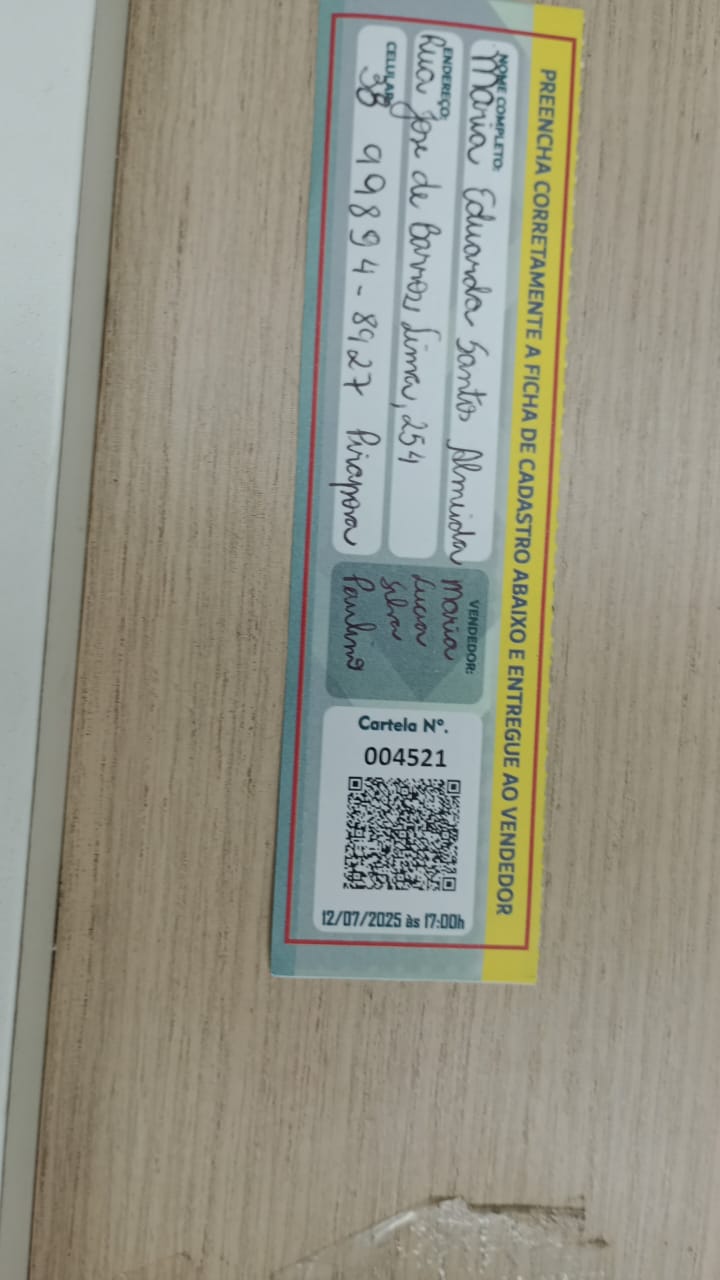 PREENCHA CORRETAMENTE A FICHA DE CADASTRO ABAIXO E ENTREGUE AO VENDEDOR
NOME COMPLETO:
Maria Eduarda Santos Almeida
ENDEREÇO:
Rua Jose de Barros Lima, 254
CELULAR:
38 99894-8927 Pirapora
VENDEDOR:
Maria
Lucia
Silva
Paulino
Cartela Nº.
004521
12/07/2025 às 17:00h